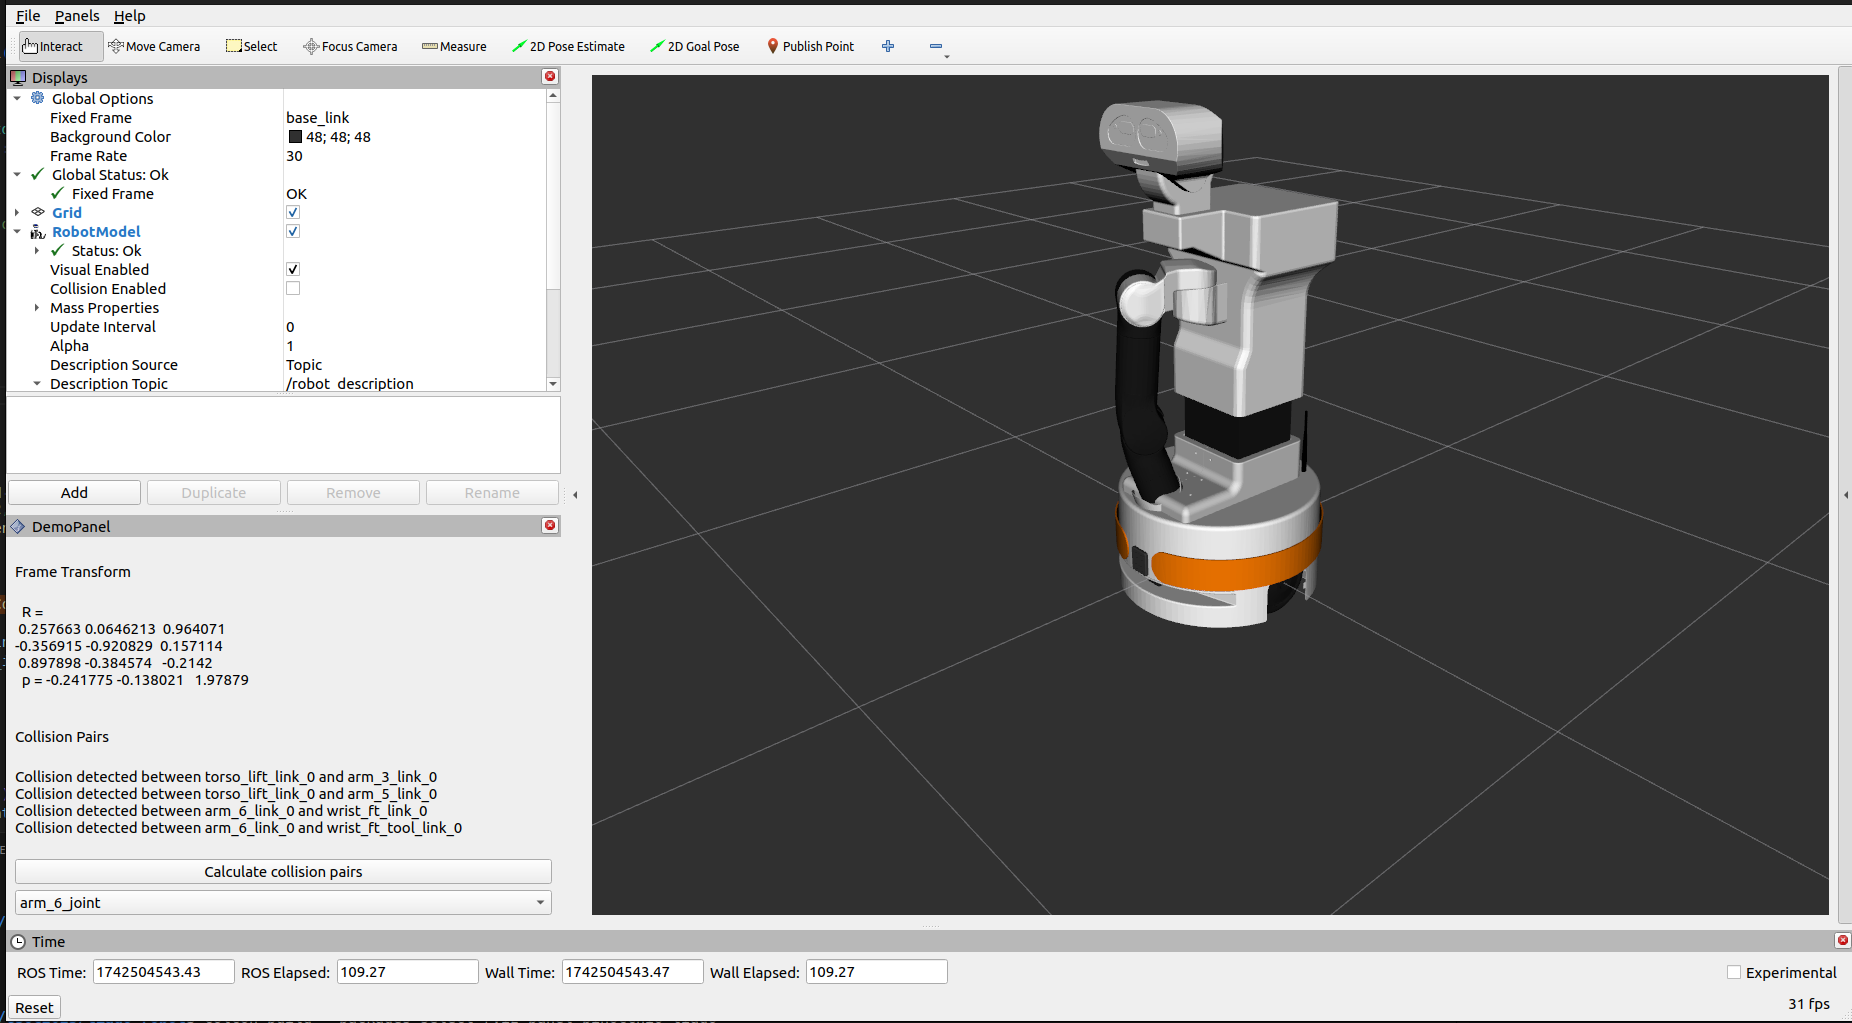 File Panels Help
Interact Move Camera Select Focus Camera Measure 2D Pose Estimate 2D Goal Pose Publish Point
Displays
Global Options
Fixed Frame base_link
Background Color 48; 48; 48
Frame Rate 30
Global Status: Ok
Fixed Frame OK
Grid
RobotModel
Status: Ok
Visual Enabled
Collision Enabled
Mass Properties
Update Interval 0
Alpha 1
Description Source Topic
Description Topic /robot_description
Add Duplicate Remove Rename
DemoPanel
Frame Transform
R =
0.257663 0.0646213 0.964071
-0.356915 -0.920829 0.157114
0.897898 -0.384574 -0.2142
p = -0.241775 -0.138021 1.97879
Collision Pairs
Collision detected between torso_lift_link_0 and arm_3_link_0
Collision detected between torso_lift_link_0 and arm_5_link_0
Collision detected between arm_6_link_0 and wrist_ft_link_0
Collision detected between arm_6_link_0 and wrist_ft_tool_link_0
Calculate collision pairs
arm_6_joint
Time
ROS Time: 1742504543.43 ROS Elapsed: 109.27 Wall Time: 1742504543.47 Wall Elapsed: 109.27 Experimental
Reset 31 fps